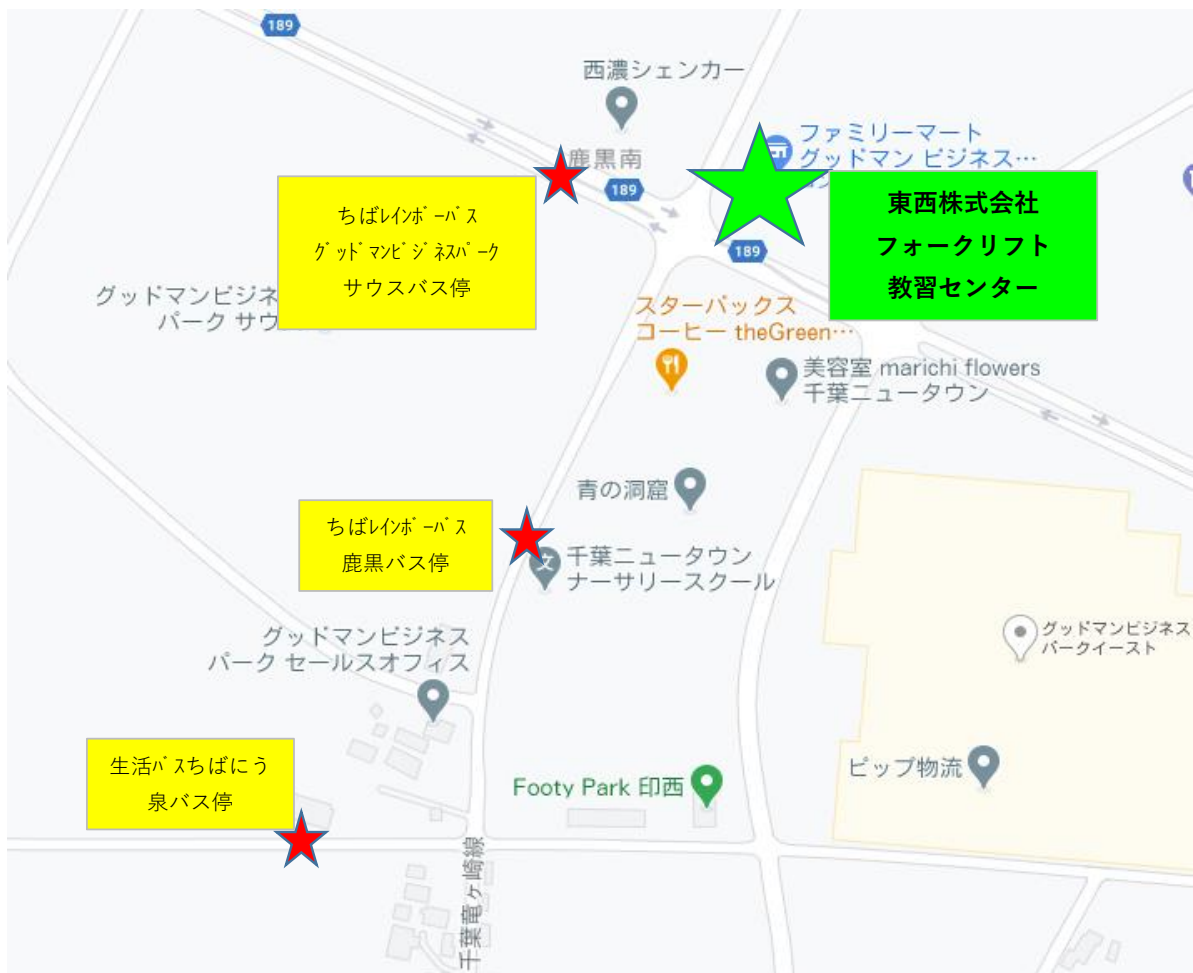 189
西濃シェンカー
ファミリーマート
グッドマン ビジネス…
鹿黒南
189
東西株式会社
フォークリフト
教習センター
ちばﾚｲﾝﾎﾞｰバス
ｸﾞｯﾄﾞﾏﾝﾋﾞｼﾞﾈｽﾊﾟｰｸ
サウスバス停
189
グッドマンビジネ
パーク サウ
スターバックス
コーヒー theGreen…
美容室 marichi flowers
千葉ニュータウン
青の洞窟
ちばﾚｲﾝﾎﾞｰﾊﾞｽ
鹿黒バス停
千葉ニュータウン
ナーサリースクール
グッドマンビジネス
パークイースト
グッドマンビジネス
パーク セールスオフィス
生活ﾊﾞスちばにう
泉バス停
ピップ物流
Footy Park 印西
千葉竜ヶ崎線